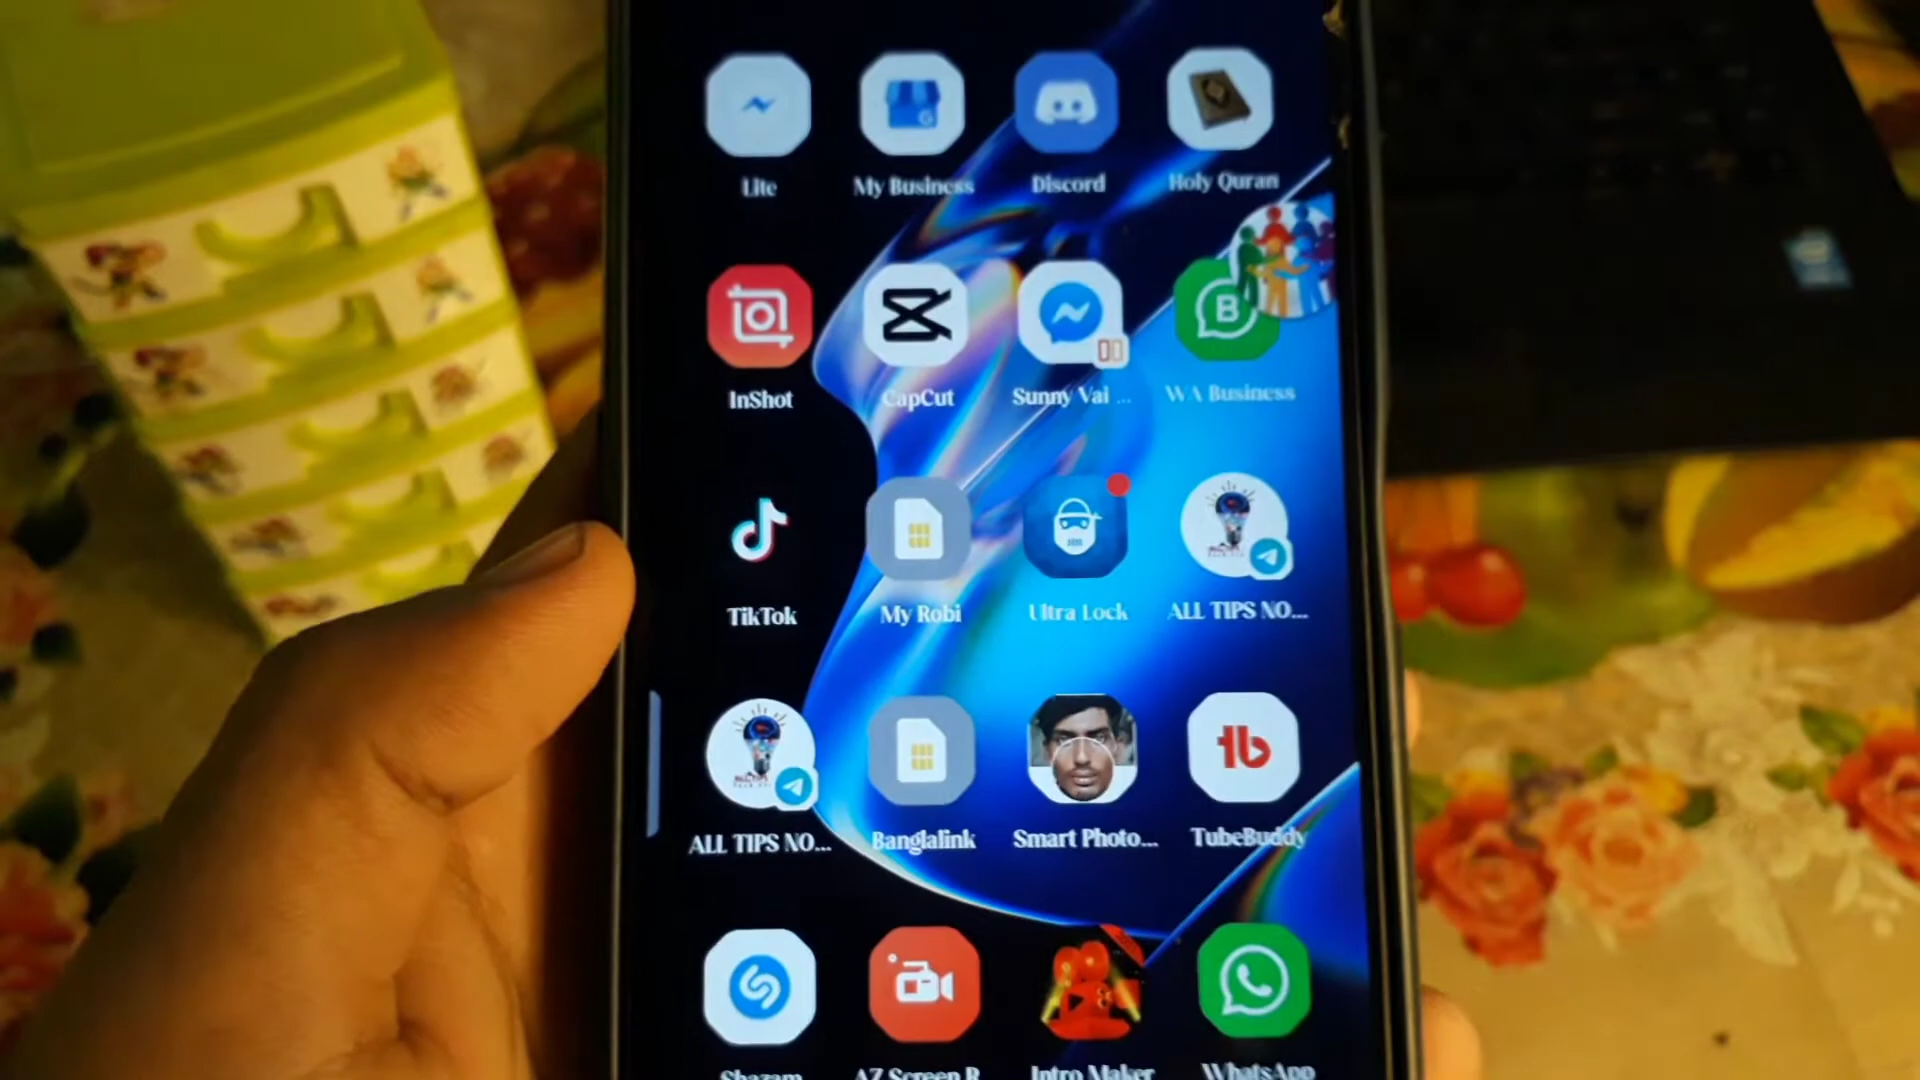 Lite My Business Discord Holy Quran
InShot CapCut Sunny Vai ... WA Business
B
TikTok My Robi Ultra Lock ALL TIPS NO...
ALL TIPS NO... Banglalink Smart Photo... TubeBuddy
tb
Shazam AZ Screen R Intro Maker WhatsApp